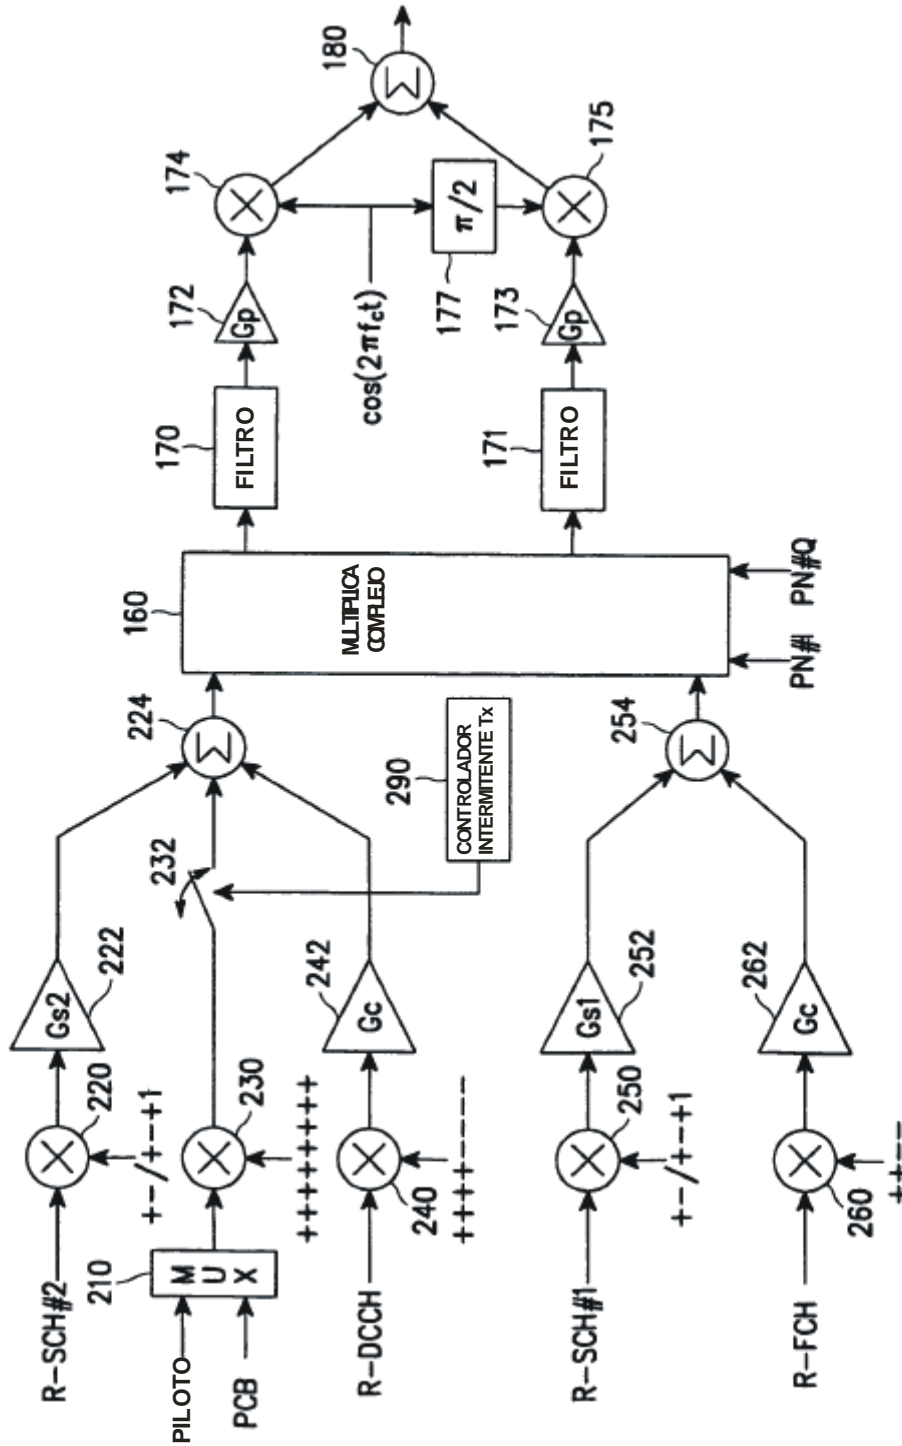 R-SCH#2
220
+-/+--+1
Gs2
222
PILOTO
PCB
210
MUX
230
++++++++
232
R-DCCH
240
++++----
Gc
242
224
Σ
290
CONTROLADOR
INTERMITENTE Tx
R-SCH#1
250
+-/+--+1
Gs1
252
R-FCH
260
++--
Gc
262
254
Σ
160
MULTIPLICA
COMPLEJO
PN#I
PN#Q
170
FILTRO
172
Gp
174
cos(2πfct)
π/2
177
171
FILTRO
173
Gp
175
180
Σ